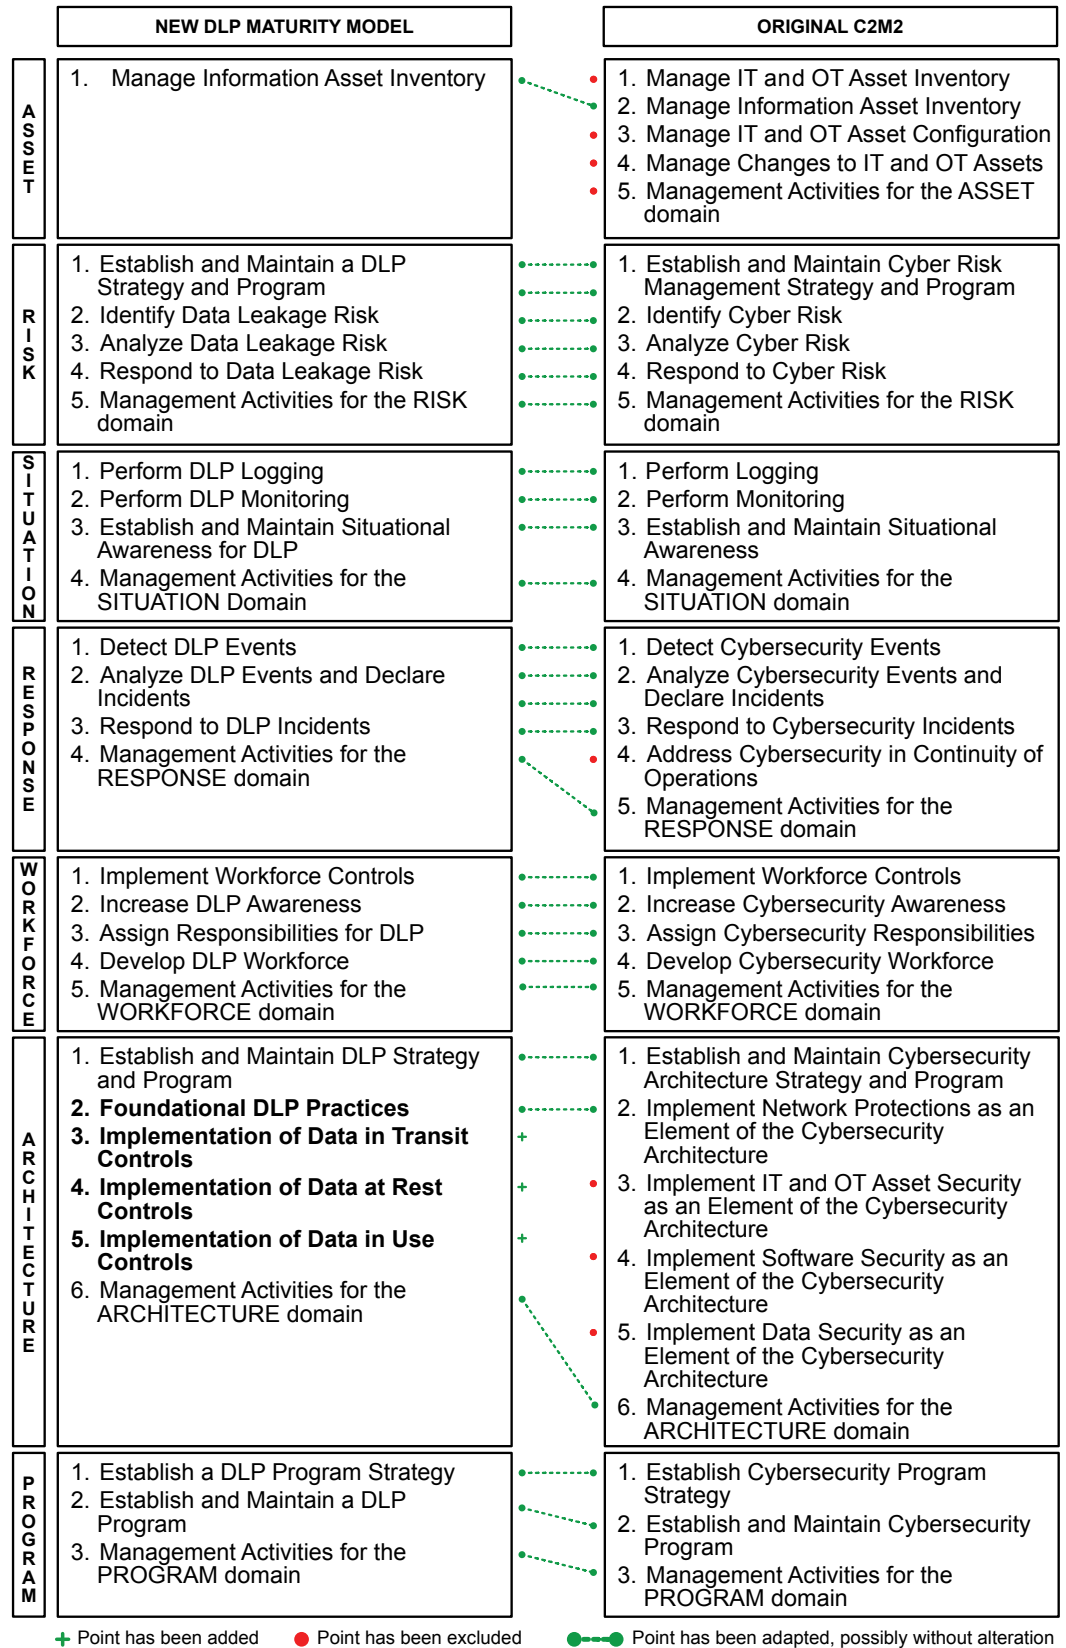 NEW DLP MATURITY MODEL
ORIGINAL C2M2
ASSET
1. Manage Information Asset Inventory
1. Manage IT and OT Asset Inventory
2. Manage Information Asset Inventory
3. Manage IT and OT Asset Configuration
4. Manage Changes to IT and OT Assets
5. Management Activities for the ASSET
domain
RISK
1. Establish and Maintain a DLP
Strategy and Program
2. Identify Data Leakage Risk
3. Analyze Data Leakage Risk
4. Respond to Data Leakage Risk
5. Management Activities for the RISK
domain
1. Establish and Maintain Cyber Risk
Management Strategy and Program
2. Identify Cyber Risk
3. Analyze Cyber Risk
4. Respond to Cyber Risk
5. Management Activities for the RISK
domain
SITUATION
1. Perform DLP Logging
2. Perform DLP Monitoring
3. Establish and Maintain Situational
Awareness for DLP
4. Management Activities for the
SITUATION Domain
1. Perform Logging
2. Perform Monitoring
3. Establish and Maintain Situational
Awareness
4. Management Activities for the
SITUATION domain
RESPONSE
1. Detect DLP Events
2. Analyze DLP Events and Declare
Incidents
3. Respond to DLP Incidents
4. Management Activities for the
RESPONSE domain
1. Detect Cybersecurity Events
2. Analyze Cybersecurity Events and
Declare Incidents
3. Respond to Cybersecurity Incidents
4. Address Cybersecurity in Continuity of
Operations
5. Management Activities for the
RESPONSE domain
WORKFORCE
1. Implement Workforce Controls
2. Increase DLP Awareness
3. Assign Responsibilities for DLP
4. Develop DLP Workforce
5. Management Activities for the
WORKFORCE domain
1. Implement Workforce Controls
2. Increase Cybersecurity Awareness
3. Assign Cybersecurity Responsibilities
4. Develop Cybersecurity Workforce
5. Management Activities for the
WORKFORCE domain
ARCHITECTURE
1. Establish and Maintain DLP Strategy
and Program
2. Foundational DLP Practices
3. Implementation of Data in Transit
Controls
4. Implementation of Data at Rest
Controls
5. Implementation of Data in Use
Controls
6. Management Activities for the
ARCHITECTURE domain
1. Establish and Maintain Cybersecurity
Architecture Strategy and Program
2. Implement Network Protections as an
Element of the Cybersecurity
Architecture
3. Implement IT and OT Asset Security
as an Element of the Cybersecurity
Architecture
4. Implement Software Security as an
Element of the Cybersecurity
Architecture
5. Implement Data Security as an
Element of the Cybersecurity
Architecture
6. Management Activities for the
ARCHITECTURE domain
PROGRAM
1. Establish a DLP Program Strategy
2. Establish and Maintain a DLP
Program
3. Management Activities for the
PROGRAM domain
1. Establish Cybersecurity Program
Strategy
2. Establish and Maintain Cybersecurity
Program
3. Management Activities for the
PROGRAM domain
+ Point has been added
Point has been excluded
Point has been adapted, possibly without alteration